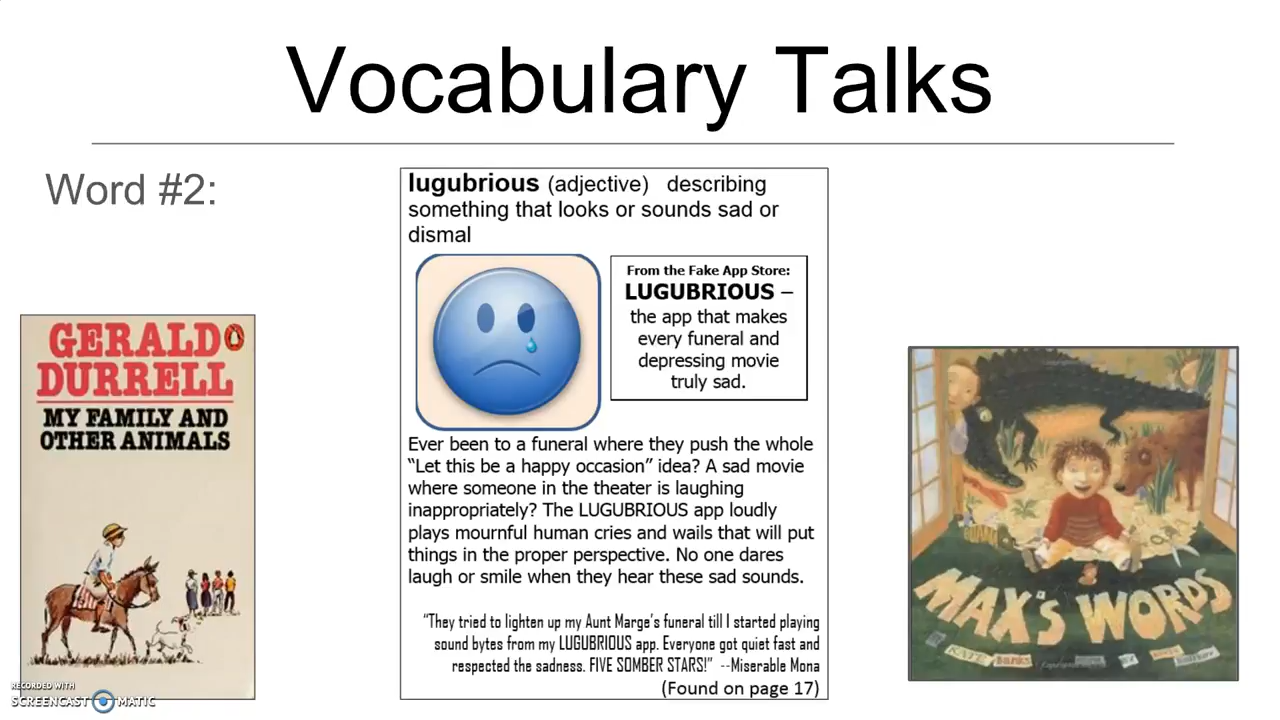 Vocabulary Talks
Word #2:
GERALD
DURRELL
MY FAMILY AND
OTHER ANIMALS
lugubrious (adjective) describing
something that looks or sounds sad or
dismal
From the Fake App Store:
LUGUBRIOUS –
the app that makes
every funeral and
depressing movie
truly sad.
Ever been to a funeral where they push the whole
“Let this be a happy occasion” idea? A sad movie
where someone in the theater is laughing
inappropriately? The LUGUBRIOUS app loudly
plays mournful human cries and wails that will put
things in the proper perspective. No one dares
laugh or smile when they hear these sad sounds.
“They tried to lighten up my Aunt Marge’s funeral till I started playing
sound bytes from my LUGUBRIOUS app. Everyone got quiet fast and
respected the sadness. FIVE SOMBER STARS!” --Miserable Mona
(Found on page 17)
MAX'S WORDS
KATE Banks
RECORDED WITH
SCREENCAST MATIC